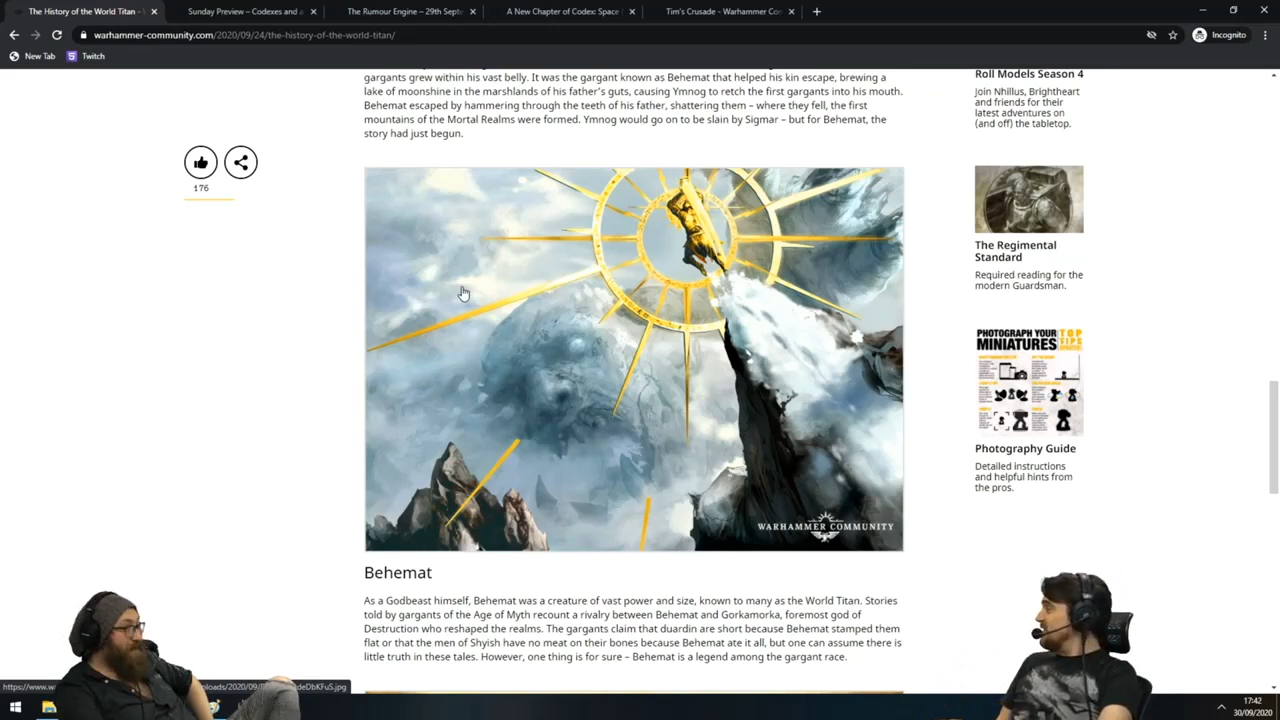 The History of the World Titan –
Sunday Preview – Codexes and
The Rumour Engine – 29th Sept
A New Chapter of Codex: Space
Tim's Crusade – Warhammer Co
warhammer-community.com/2020/09/24/the-history-of-the-world-titan/
Incognito
New Tab
Twitch
gargants grew within his vast belly. It was the gargant known as Behemat that helped his kin escape, brewing a
lake of moonshine in the marshlands of his father's guts, causing Ymnog to retch the first gargants into his mouth.
Behemat escaped by hammering through the teeth of his father, shattering them – where they fell, the first
mountains of the Mortal Realms were formed. Ymnog would go on to be slain by Sigmar – but for Behemat, the
story had just begun.
176
WARHAMMER COMMUNITY
Behemat
As a Godbeast himself, Behemat was a creature of vast power and size, known to many as the World Titan. Stories
told by gargants of the Age of Myth recount a rivalry between Behemat and Gorkamorka, foremost god of
Destruction who reshaped the realms. The gargants claim that duardin are short because Behemat stamped them
flat or that the men of Shyish have no meat on their bones because Behemat ate it all, but one can assume there is
little truth in these tales. However, one thing is for sure – Behemat is a legend among the gargant race.
Roll Models Season 4
Join Nhillus, Brightheart
and friends for their
latest adventures on
(and off) the tabletop.
The Regimental
Standard
Required reading for the
modern Guardsman.
PHOTOGRAPH YOUR
MINIATURES
TOP
TIPS
Photography Guide
Detailed instructions
and helpful hints from
the pros.
https://www.wa
17:42
30/09/2020